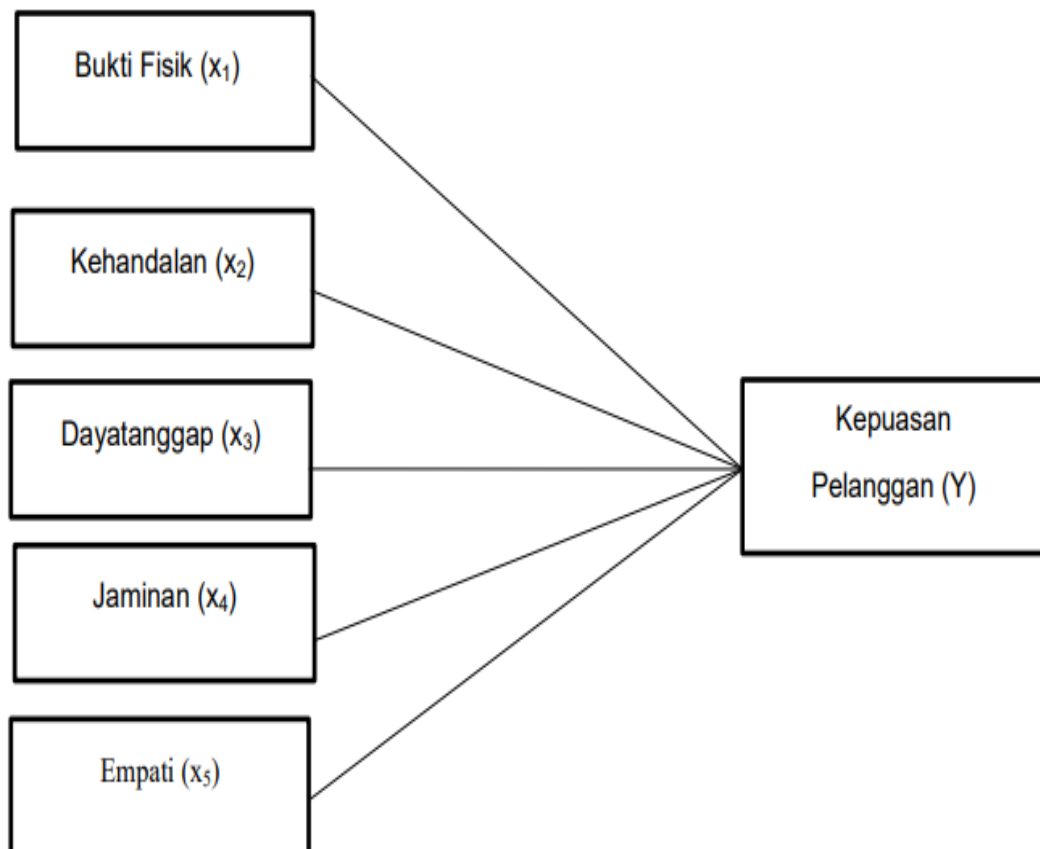 Bukti Fisik (x₁)
Kehandalan (x₂)
Dayatanggap (x₃)
Jaminan (x₄)
Empati (x₅)
Kepuasan
Pelanggan (Y)